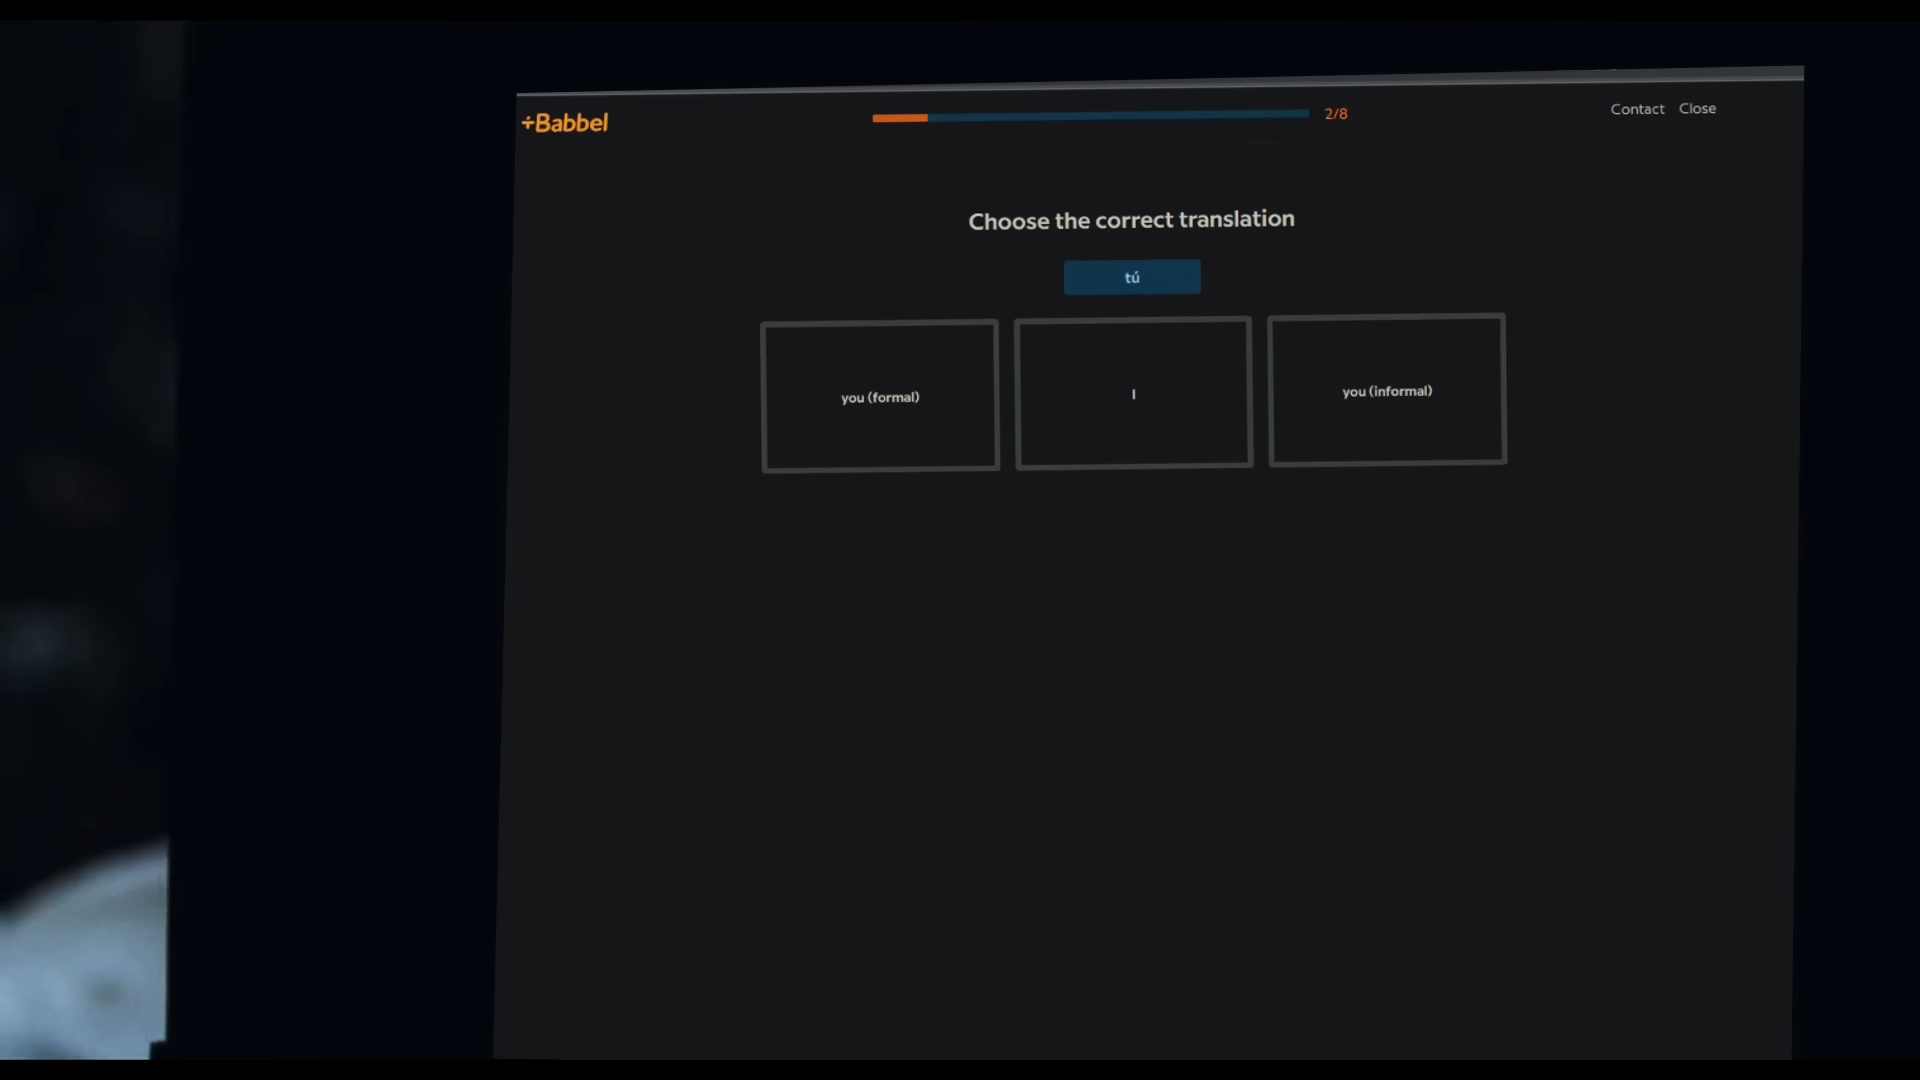 +Babbel
2/8
Contact Close
Choose the correct translation
tú
you (formal)
I
you (informal)